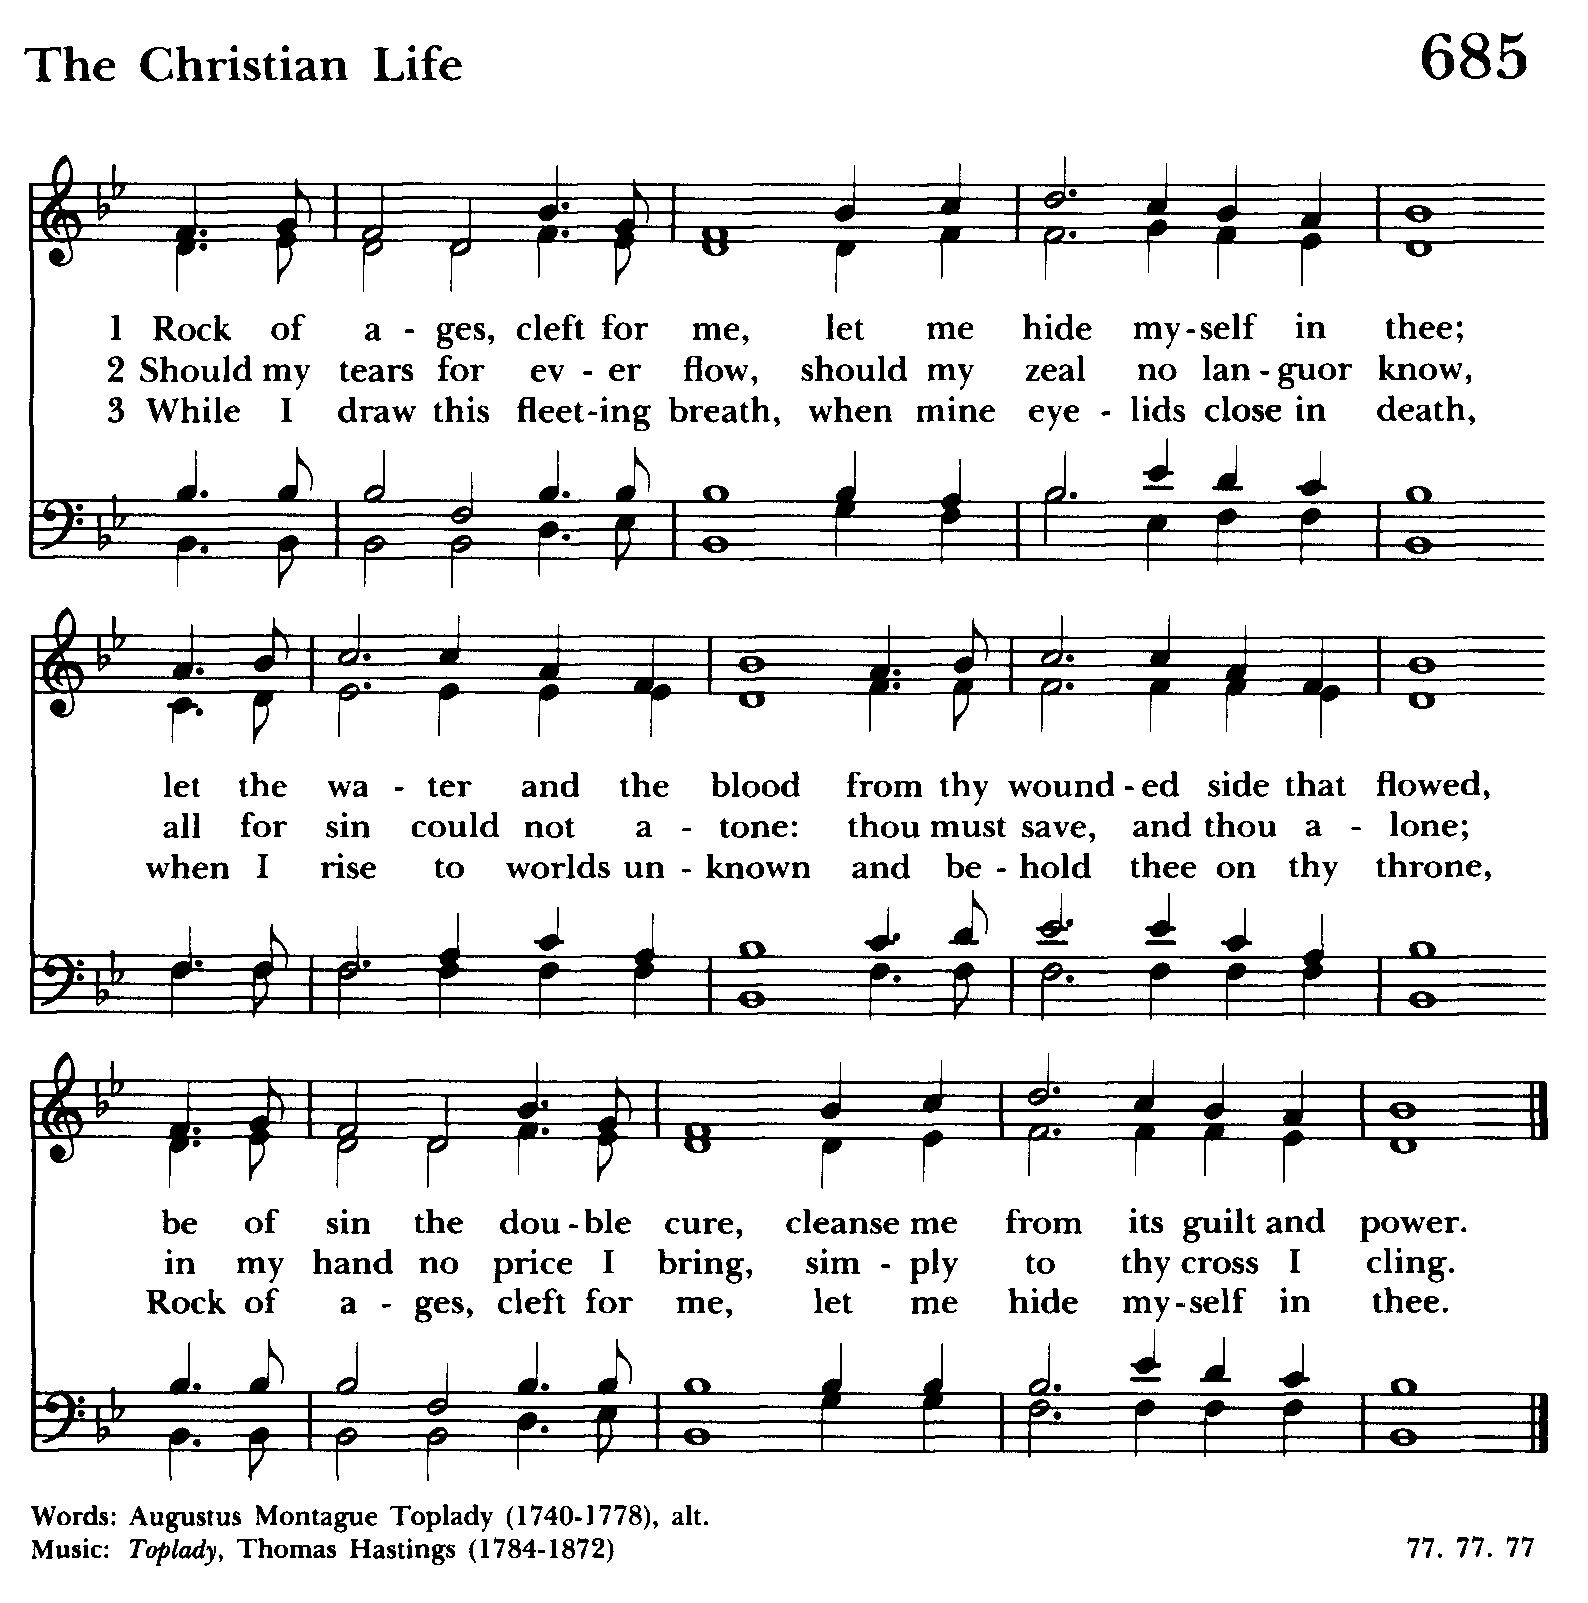 The Christian Life 685
1 Rock of a - ges, cleft for me, let me hide my-self in thee;
2 Should my tears for ev - er flow, should my zeal no lan - guor know,
3 While I draw this fleet-ing breath, when mine eye - lids close in death,
let the wa - ter and the blood from thy wound - ed side that flowed,
all for sin could not a - tone: thou must save, and thou a - lone;
when I rise to worlds un - known and be - hold thee on thy throne,
be of sin the dou - ble cure, cleanse me from its guilt and power.
in my hand no price I bring, sim - ply to thy cross I cling.
Rock of a - ges, cleft for me, let me hide my-self in thee.
Words: Augustus Montague Toplady (1740-1778), alt.
Music: Toplady, Thomas Hastings (1784-1872) 77. 77. 77